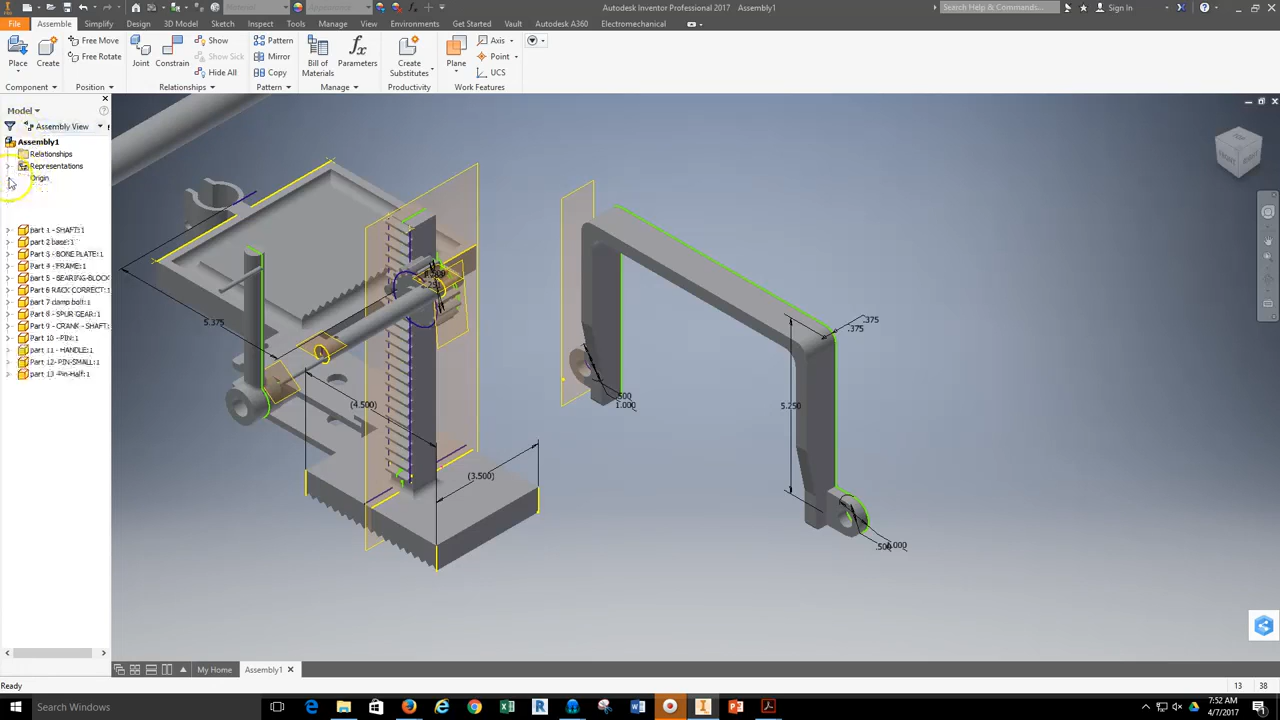 Autodesk Inventor Professional 2017 Assembly1
Search Help & Commands...
Sign In
File Assemble Simplify Design 3D Model Sketch Inspect Tools Manage View Environments Get Started Vault Autodesk A360 Electromechanical
Free Move Show Pattern Axis
Free Rotate Show Sick Mirror Point
Place Create Joint Constrain Hide All Copy Bill of Materials Parameters Create Substitutes Plane UCS
Component Position Relationships Pattern Manage Productivity Work Features
Model
Assembly View
Assembly1
Relationships
Representations
Origin
part 1 - SHAFT:1
part 2 base:1
Part 3 - BONE PLATE:1
Part 4 - FRAME:1
part 5 - BEARING-BLOCK
Part 6 RACK CORRECT:1
part 7 clamp bolt:1
Part 8 - SPUR GEAR:1
Part 9 - CRANK - SHAFT:
Part 10 - PIN:1
part 11 - HANDLE:1
Part 12- PIN-SMALL:1
part 13 -Pin-Half:1
5.375
(4.500)
(3.500)
.500
1.000
.375
.375
5.250
.500
My Home Assembly1
Ready
13 38
Search Windows
7:52 AM
4/7/2017